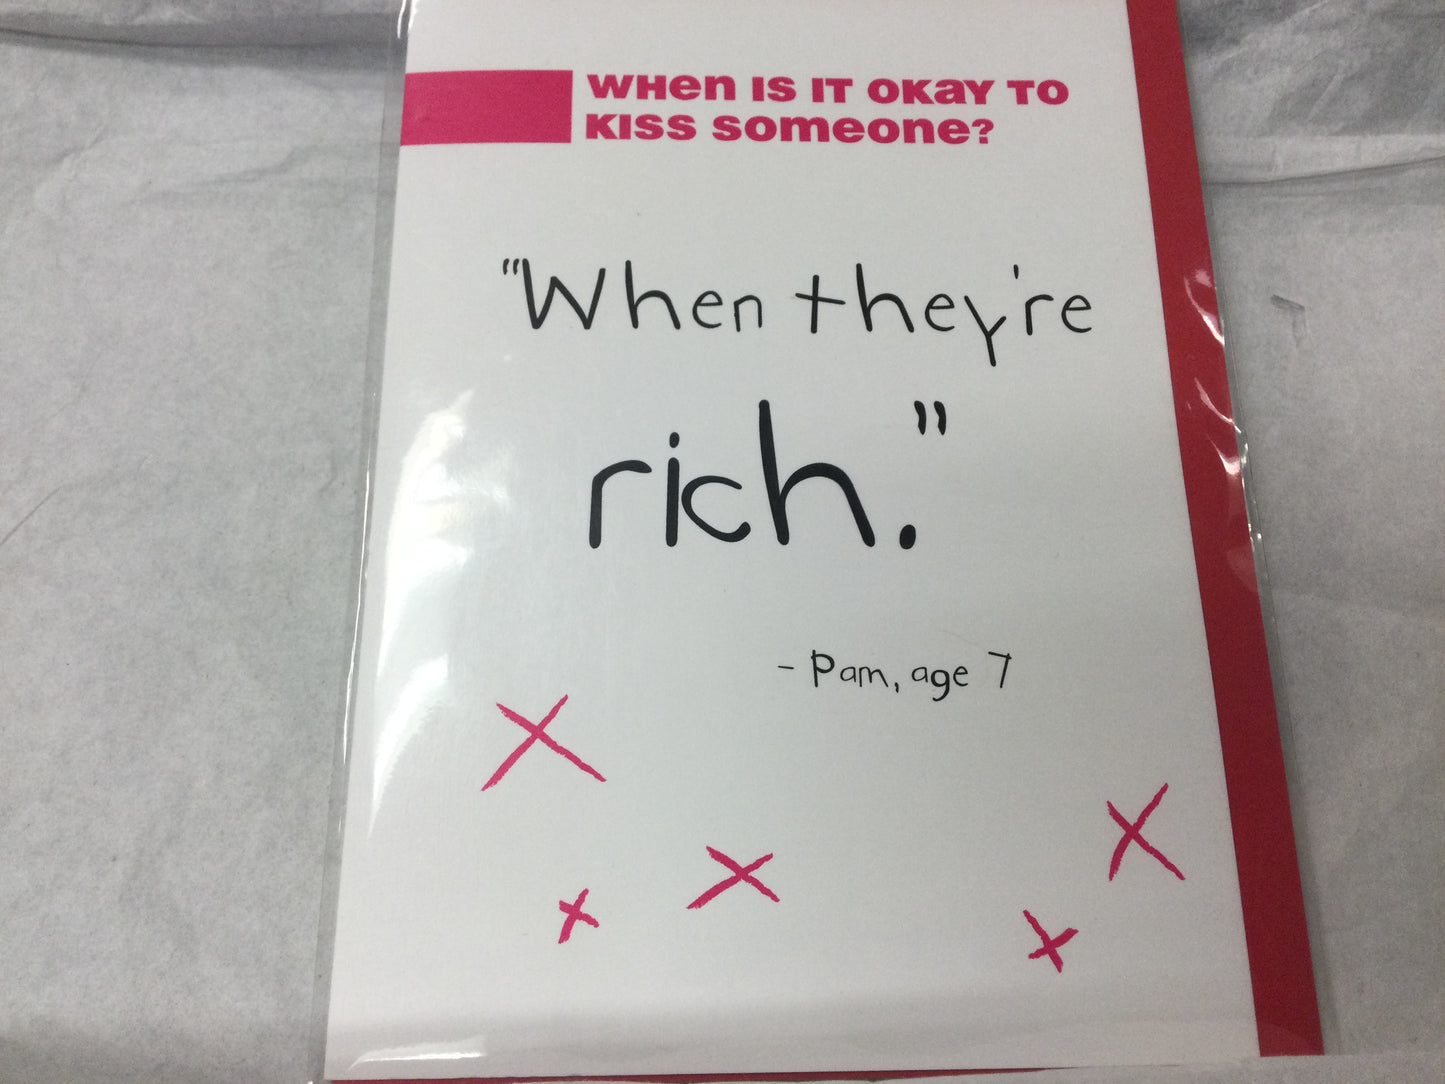 WHen IS IT OKaY TO
KISS someone?
"When they're
rich."
- Pam, age 7